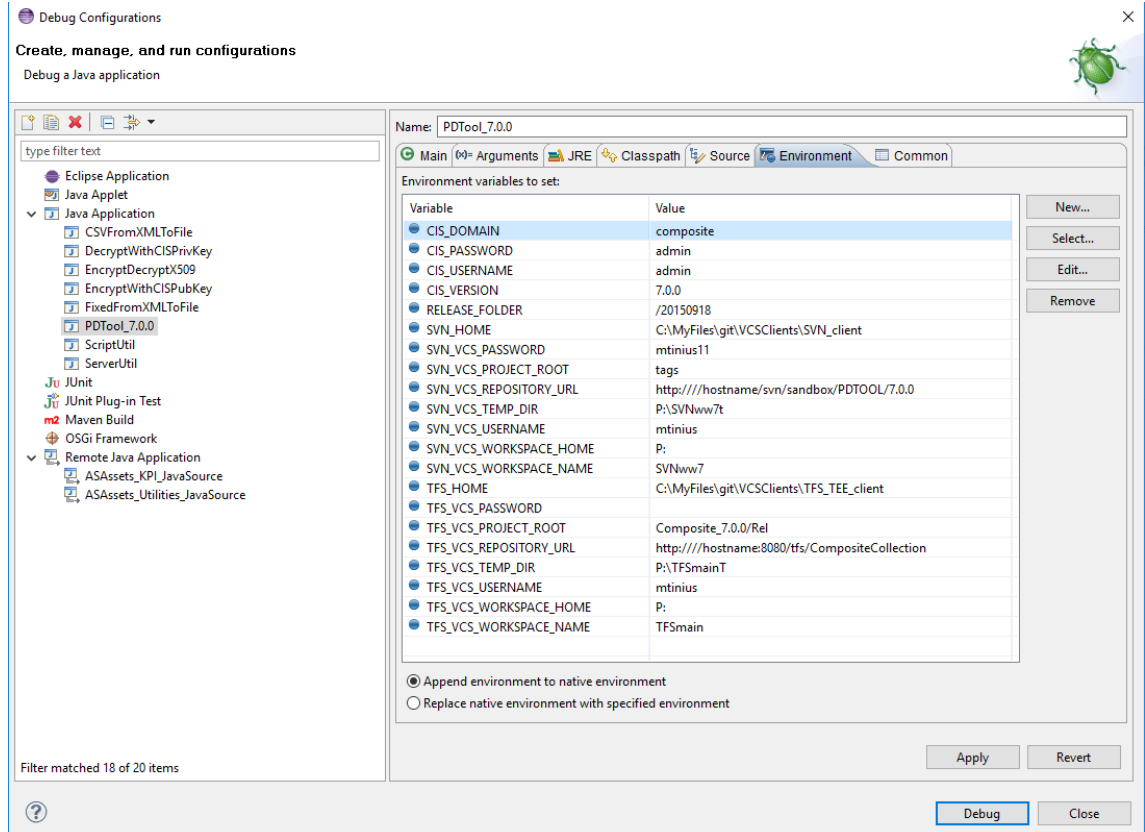 Debug Configurations
Create, manage, and run configurations
Debug a Java application
type filter text
Eclipse Application
Java Applet
Java Application
CSVFromXMLToFile
DecryptWithCISPrivKey
EncryptDecryptX509
EncryptWithCISPubKey
FixedFromXMLToFile
PDTool_7.0.0
ScriptUtil
ServerUtil
JUnit
JUnit Plug-in Test
Maven Build
OSGi Framework
Remote Java Application
ASAssets_KPI_JavaSource
ASAssets_Utilities_JavaSource
Filter matched 18 of 20 items
Name: PDTool_7.0.0
Main (x)= Arguments JRE Classpath Source Environment Common
Environment variables to set:
Variable Value
CIS_DOMAIN composite
CIS_PASSWORD admin
CIS_USERNAME admin
CIS_VERSION 7.0.0
RELEASE_FOLDER /20150918
SVN_HOME C:\MyFiles\git\VCSClients\SVN_client
SVN_VCS_PASSWORD mtinius11
SVN_VCS_PROJECT_ROOT tags
SVN_VCS_REPOSITORY_URL http:////hostname/svn/sandbox/PDTOOL/7.0.0
SVN_VCS_TEMP_DIR P:\SVNww7t
SVN_VCS_USERNAME mtinius
SVN_VCS_WORKSPACE_HOME P:
SVN_VCS_WORKSPACE_NAME SVNww7
TFS_HOME C:\MyFiles\git\VCSClients\TFS_TEE_client
TFS_VCS_PASSWORD
TFS_VCS_PROJECT_ROOT Composite_7.0.0/Rel
TFS_VCS_REPOSITORY_URL http:////hostname:8080/tfs/CompositeCollection
TFS_VCS_TEMP_DIR P:\TFSmainT
TFS_VCS_USERNAME mtinius
TFS_VCS_WORKSPACE_HOME P:
TFS_VCS_WORKSPACE_NAME TFSmain
New...
Select...
Edit...
Remove
Append environment to native environment
Replace native environment with specified environment
Apply Revert
Debug Close